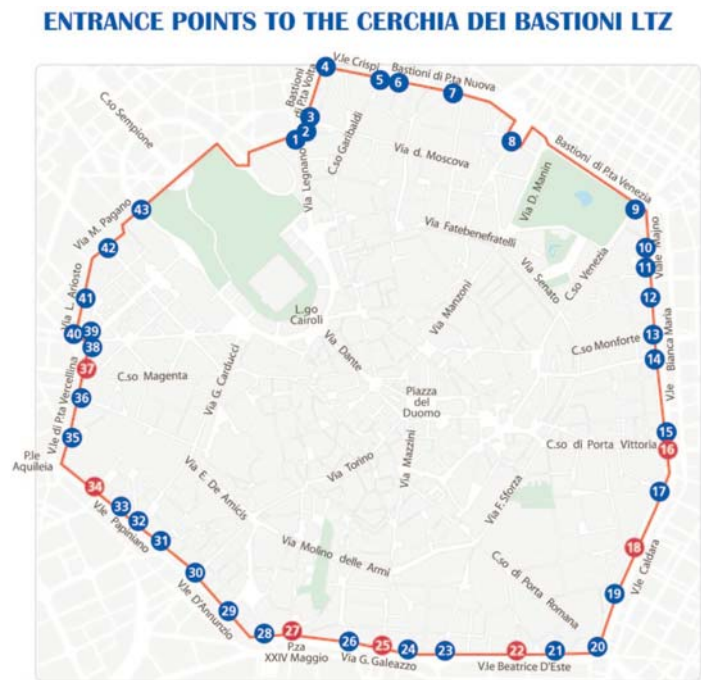 ENTRANCE POINTS TO THE CERCHIA DEI BASTIONI LTZ
4
V.le Crispi
5
6
Bastioni di P.ta Nuova
7
Bastioni
di P.ta Volta
3
2
1
8
C.so Sempione
C.so Garibaldi
Via Legnano
Via d. Moscova
Bastioni di P.ta Venezia
Via D. Manin
9
43
Via M. Pagano
42
Via Fatebenefratelli
Via Senato
C.so Venezia
Viale Majno
10
11
41
Via L. Ariosto
12
40
39
38
L.go
Cairoli
Via Manzoni
Via Dante
C.so Monforte
13
14
V.le Bianca Maria
37
36
35
V.le di P.ta Vercellina
C.so Magenta
Via G. Carducci
Piazza
del
Duomo
P.le
Aquileia
Via Mazzini
C.so di Porta Vittoria
15
16
17
Via Torino
Via E. De Amicis
Via F. Sforza
34
33
32
31
V.le Papiniano
30
Via Molino delle Armi
C.so di Porta Romana
18
V.le Caldara
19
29
V.le D'Annunzio
28
27
P.za
XXIV Maggio
26
25
Via G. Galeazzo
24
23
22
V.le Beatrice D'Este
21
20